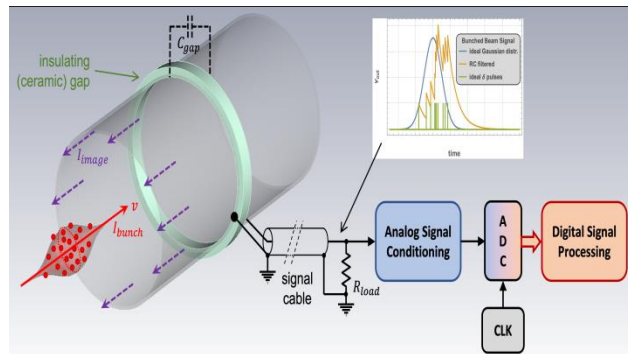 C_gap
insulating
(ceramic) gap
I_image
v
I_bunch
signal
cable
R_load
Bunched Beam Signal
ideal Gaussian distr.
RC filtered
ideal δ pulses
time
Analog Signal
Conditioning
A
D
C
Digital Signal
Processing
CLK